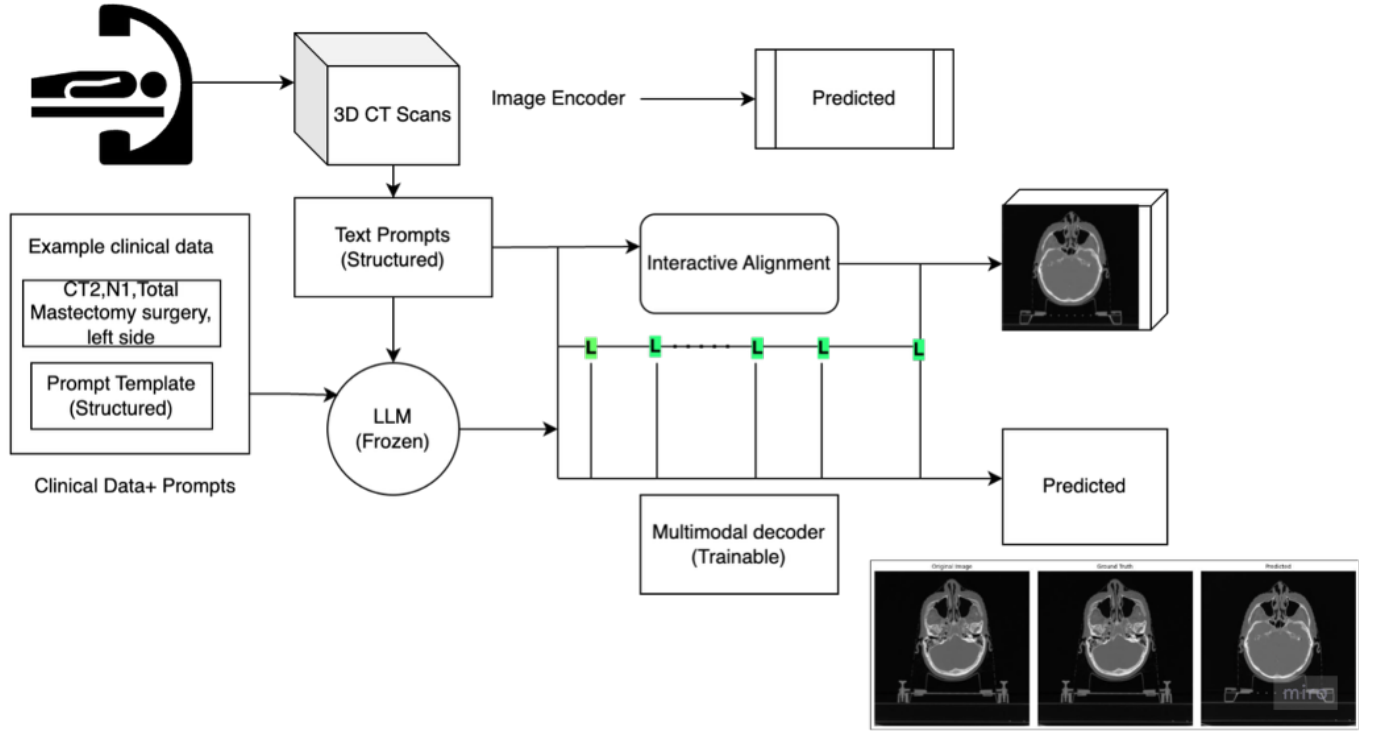 3D CT Scans
Image Encoder
Predicted
Text Prompts
(Structured)
Interactive Alignment
Example clinical data
CT2,N1,Total
Mastectomy surgery,
left side
Prompt Template
(Structured)
Clinical Data+ Prompts
LLM
(Frozen)
L L L L L
Predicted
Multimodal decoder
(Trainable)
Original Image
Ground Truth
Predicted
miro